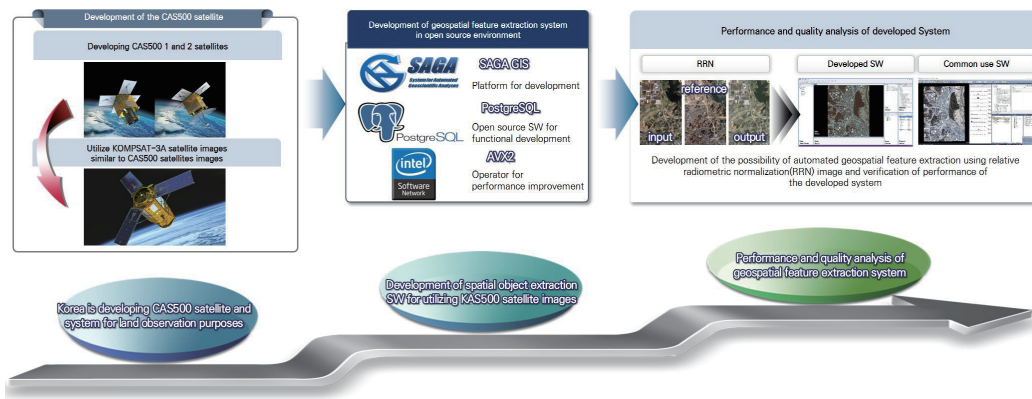 Development of the CAS500 satellite
Developing CAS500 1 and 2 satellites
Utilize KOMPSAT-3A satellite images
similar to CAS500 satellites images
Development of geospatial feature extraction system
in open source environment
SAGA
System for Automated
Geoscientific Analyses
SAGA GIS
Platform for development
PostgreSQL
PostgreSQL
Open source SW for
functional development
intel
Software
Network
AVX2
Operator for
performance improvement
Performance and quality analysis of developed System
RRN
Developed SW
Common use SW
reference
input
output
Development of the possibility of automated geospatial feature extraction using relative
radiometric normalization(RRN) image and verification of performance of
the developed system
Korea is developing CAS500 satellite and
system for land observation purposes
Development of spatial object extraction
SW for utilizing KAS500 satellite images
Performance and quality analysis of
geospatial feature extraction system